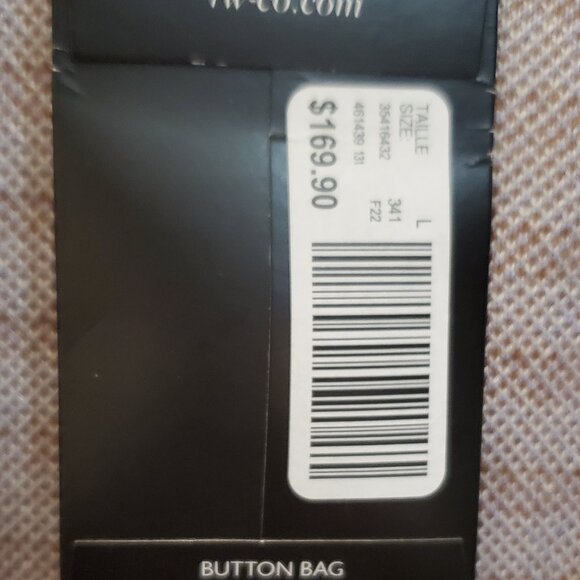 rw-co.com
TAILLE
SIZE: L
35416432 341
461439 131 F22
$169.90
BUTTON BAG